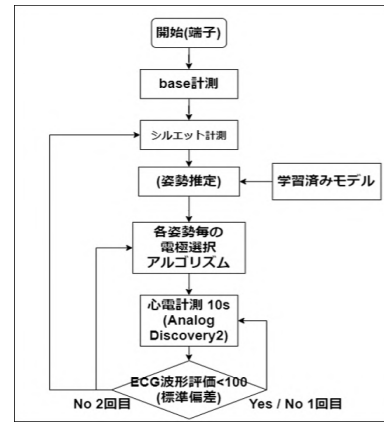 開始(端子)
base計測
シルエット計測
(姿勢推定)
学習済みモデル
各姿勢毎の
電極選択
アルゴリズム
心電計測 10s
(Analog
Discovery2)
ECG波形評価<100
(標準偏差)
No 2回目
Yes / No 1回目